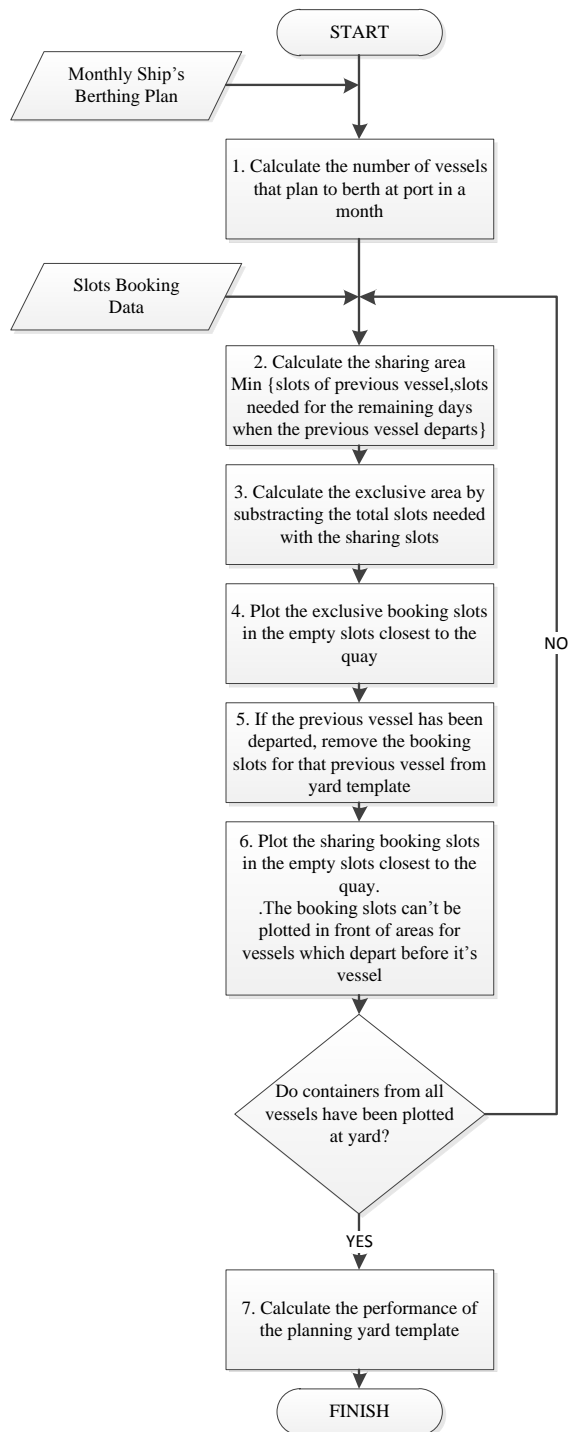 START
Monthly Ship's
Berthing Plan
1. Calculate the number of vessels
that plan to berth at port in a
month
Slots Booking
Data
2. Calculate the sharing area
Min {slots of previous vessel,slots
needed for the remaining days
when the previous vessel departs}
3. Calculate the exclusive area by
substracting the total slots needed
with the sharing slots
4. Plot the exclusive booking slots
in the empty slots closest to the
quay
NO
5. If the previous vessel has been
departed, remove the booking
slots for that previous vessel from
yard template
6. Plot the sharing booking slots
in the empty slots closest to the
quay.
.The booking slots can't be
plotted in front of areas for
vessels which depart before it's
vessel
Do containers from all
vessels have been plotted
at yard?
YES
7. Calculate the performance of
the planning yard template
FINISH